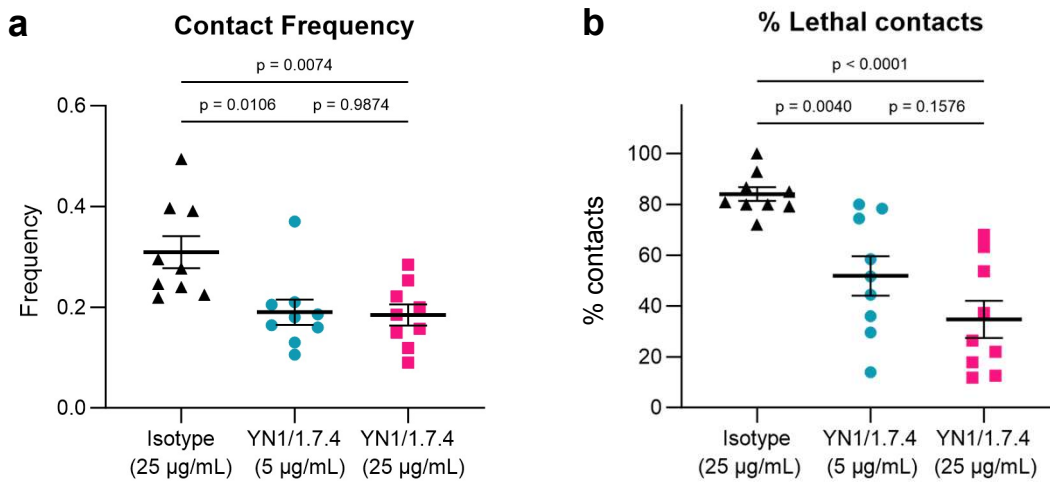 a
Contact Frequency
p = 0.0074
p = 0.0106 p = 0.9874
Frequency
0.6
0.4
0.2
0.0
Isotype
(25 µg/mL)
YN1/1.7.4
(5 µg/mL)
YN1/1.7.4
(25 µg/mL)
b
% Lethal contacts
p < 0.0001
p = 0.0040 p = 0.1576
% contacts
100
80
60
40
20
0
Isotype
(25 µg/mL)
YN1/1.7.4
(5 µg/mL)
YN1/1.7.4
(25 µg/mL)